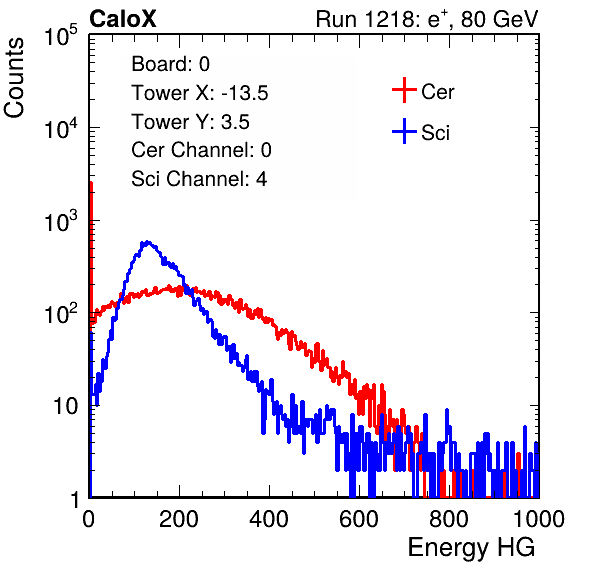 CaloX Run 1218: e⁺, 80 GeV
Counts
Board: 0
Tower X: -13.5
Tower Y: 3.5
Cer Channel: 0
Sci Channel: 4
Cer
Sci
10⁵
10⁴
10³
10²
10
1
0 200 400 600 800 1000
Energy HG